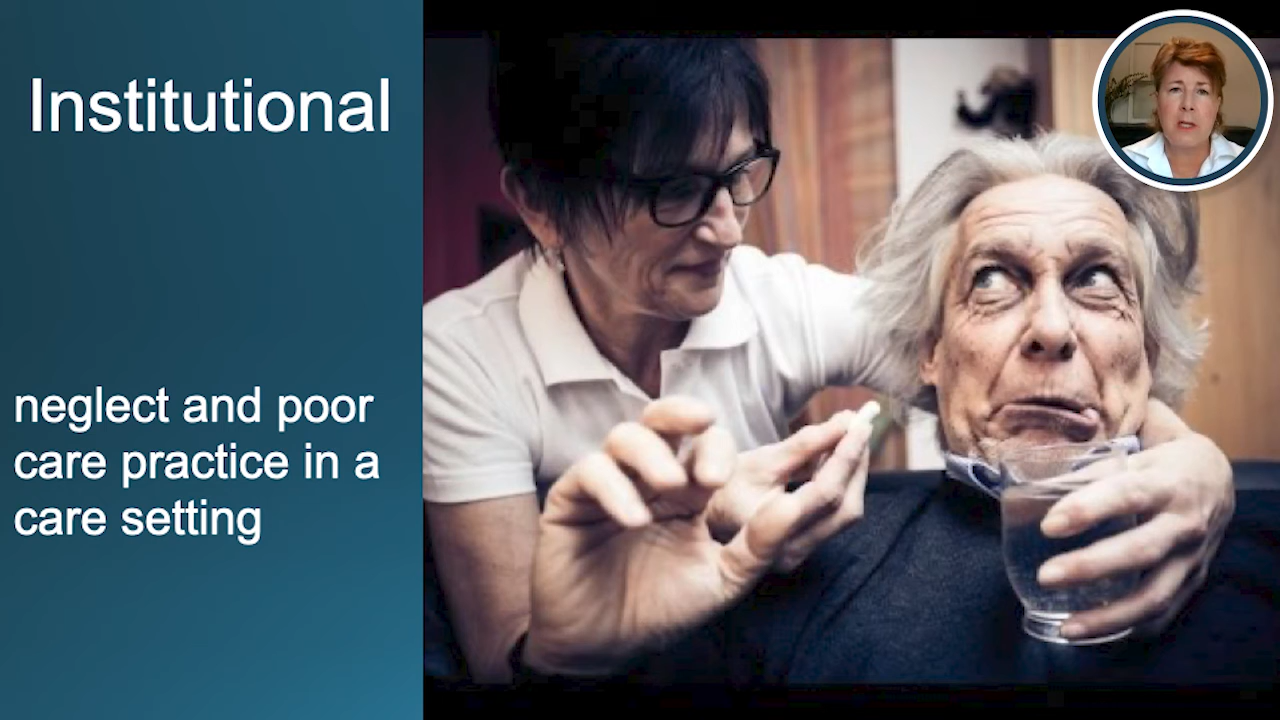 Institutional
neglect and poor
care practice in a
care setting